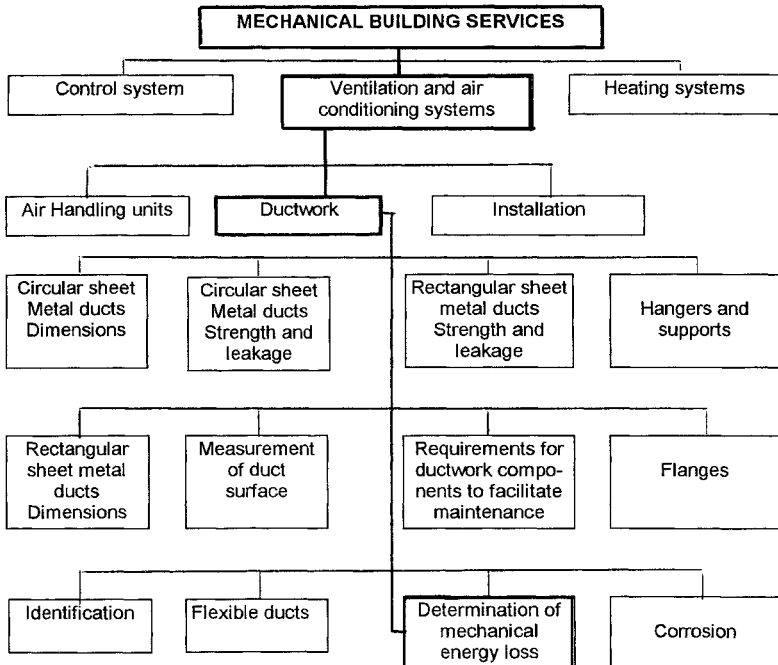 MECHANICAL BUILDING SERVICES
Control system
Ventilation and air
conditioning systems
Heating systems
Air Handling units
Ductwork
Installation
Circular sheet
Metal ducts
Dimensions
Circular sheet
Metal ducts
Strength and
leakage
Rectangular sheet
metal ducts
Strength and
leakage
Hangers and
supports
Rectangular
sheet metal
ducts
Dimensions
Measurement
of duct
surface
Requirements for
ductwork compo-
nents to facilitate
maintenance
Flanges
Identification
Flexible ducts
Determination of
mechanical
energy loss
Corrosion